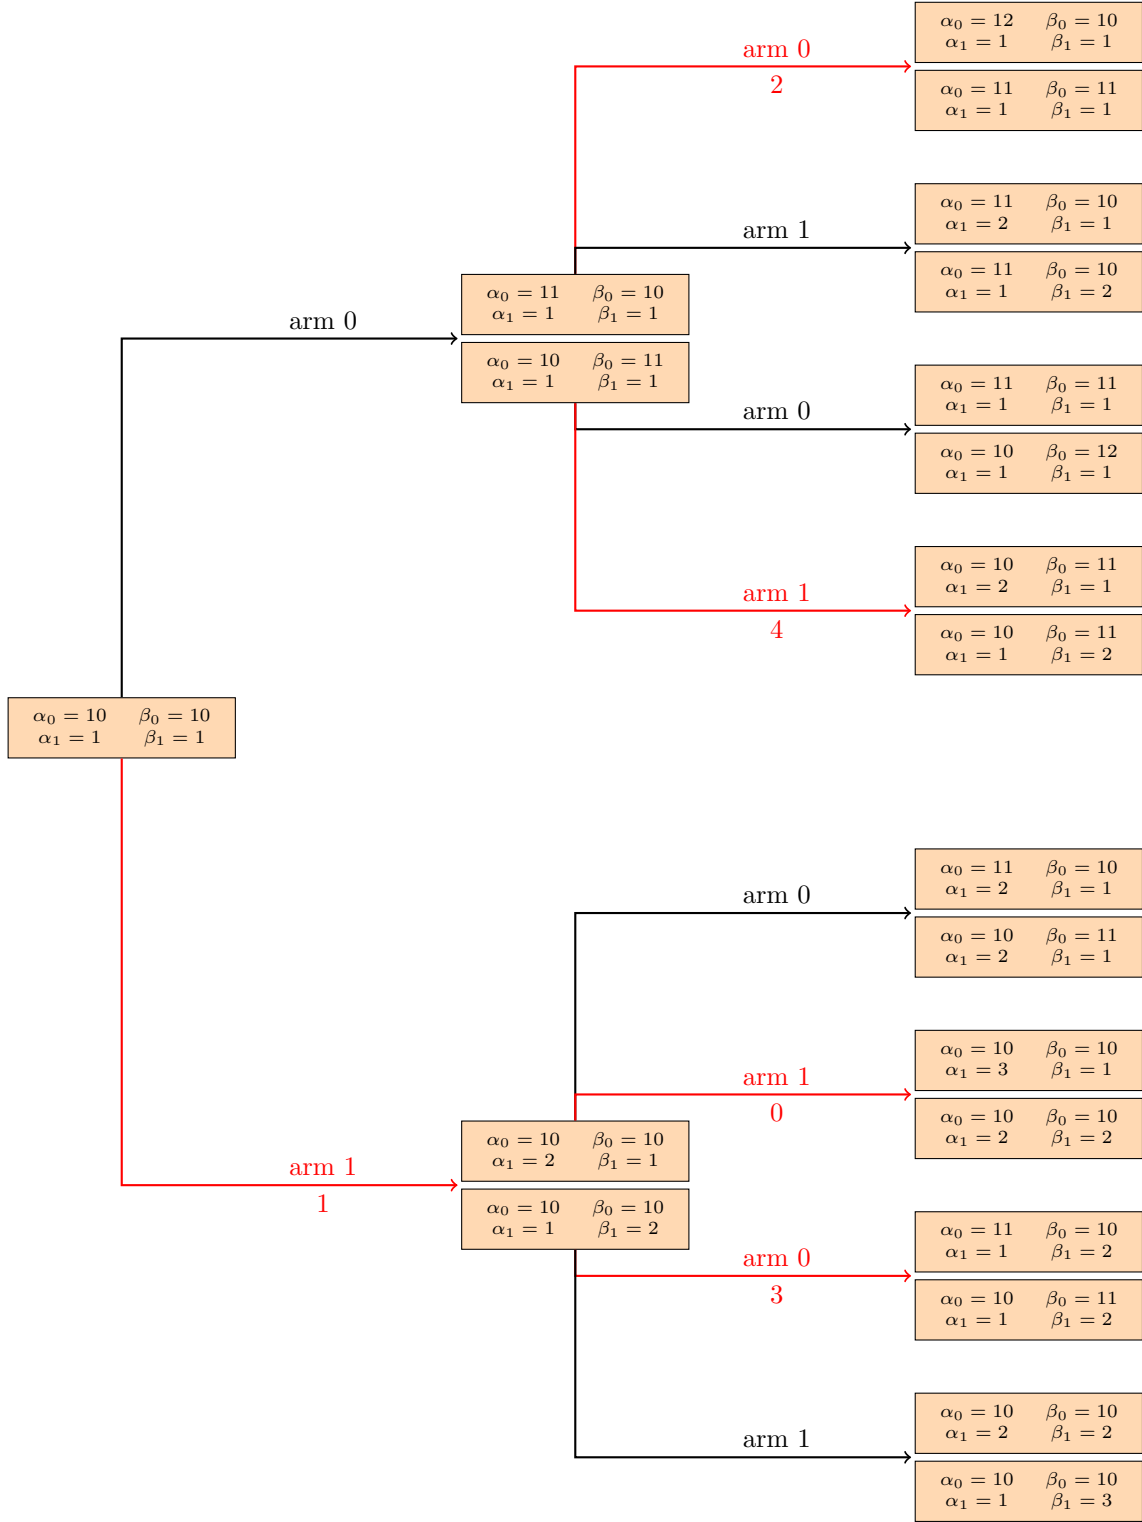 α₀ = 12 β₀ = 10
α₁ = 1 β₁ = 1
arm 0
2
α₀ = 11 β₀ = 11
α₁ = 1 β₁ = 1
α₀ = 11 β₀ = 10
α₁ = 2 β₁ = 1
arm 1
α₀ = 11 β₀ = 10
α₁ = 1 β₁ = 2
α₀ = 11 β₀ = 10
α₁ = 1 β₁ = 1
arm 0
α₀ = 10 β₀ = 11
α₁ = 1 β₁ = 1
α₀ = 11 β₀ = 11
α₁ = 1 β₁ = 1
arm 0
α₀ = 10 β₀ = 12
α₁ = 1 β₁ = 1
α₀ = 10 β₀ = 11
α₁ = 2 β₁ = 1
arm 1
4
α₀ = 10 β₀ = 11
α₁ = 1 β₁ = 2
α₀ = 10 β₀ = 10
α₁ = 1 β₁ = 1
α₀ = 11 β₀ = 10
α₁ = 2 β₁ = 1
arm 0
α₀ = 10 β₀ = 11
α₁ = 2 β₁ = 1
α₀ = 10 β₀ = 10
α₁ = 3 β₁ = 1
arm 1
0
α₀ = 10 β₀ = 10
α₁ = 2 β₁ = 2
α₀ = 10 β₀ = 10
α₁ = 2 β₁ = 1
arm 1
1
α₀ = 10 β₀ = 10
α₁ = 1 β₁ = 2
α₀ = 11 β₀ = 10
α₁ = 1 β₁ = 2
arm 0
3
α₀ = 10 β₀ = 11
α₁ = 1 β₁ = 2
α₀ = 10 β₀ = 10
α₁ = 2 β₁ = 2
arm 1
α₀ = 10 β₀ = 10
α₁ = 1 β₁ = 3